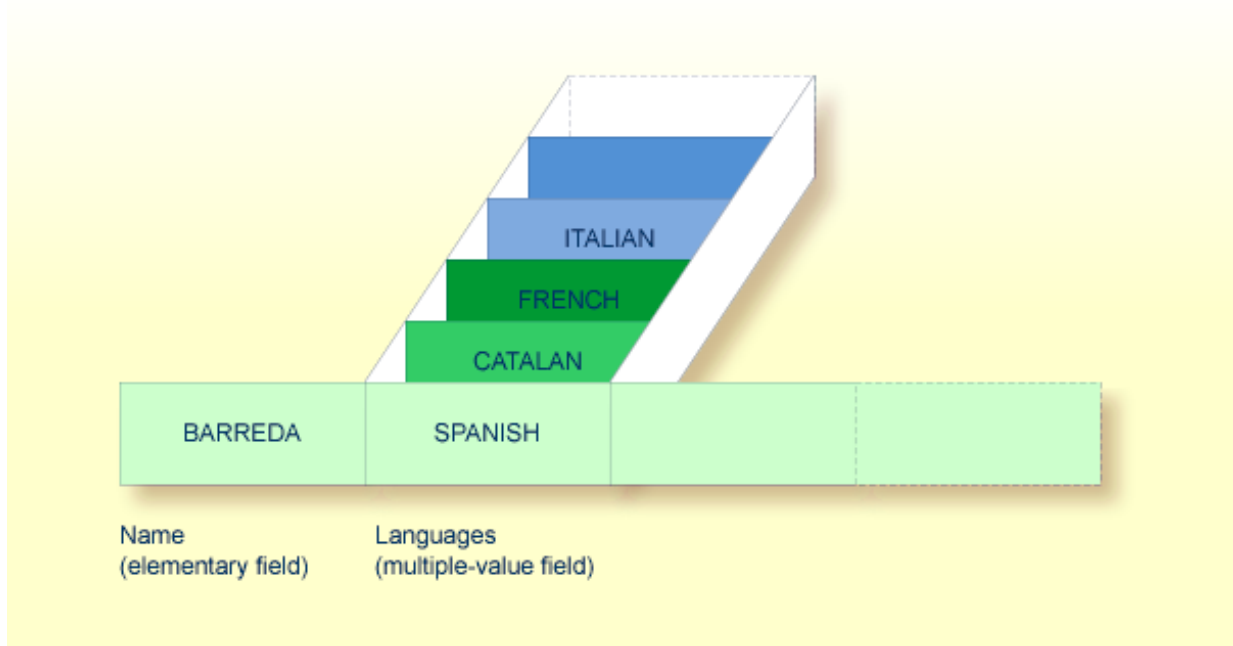 ITALIAN
FRENCH
CATALAN
BARREDA SPANISH
Name Languages
(elementary field) (multiple-value field)